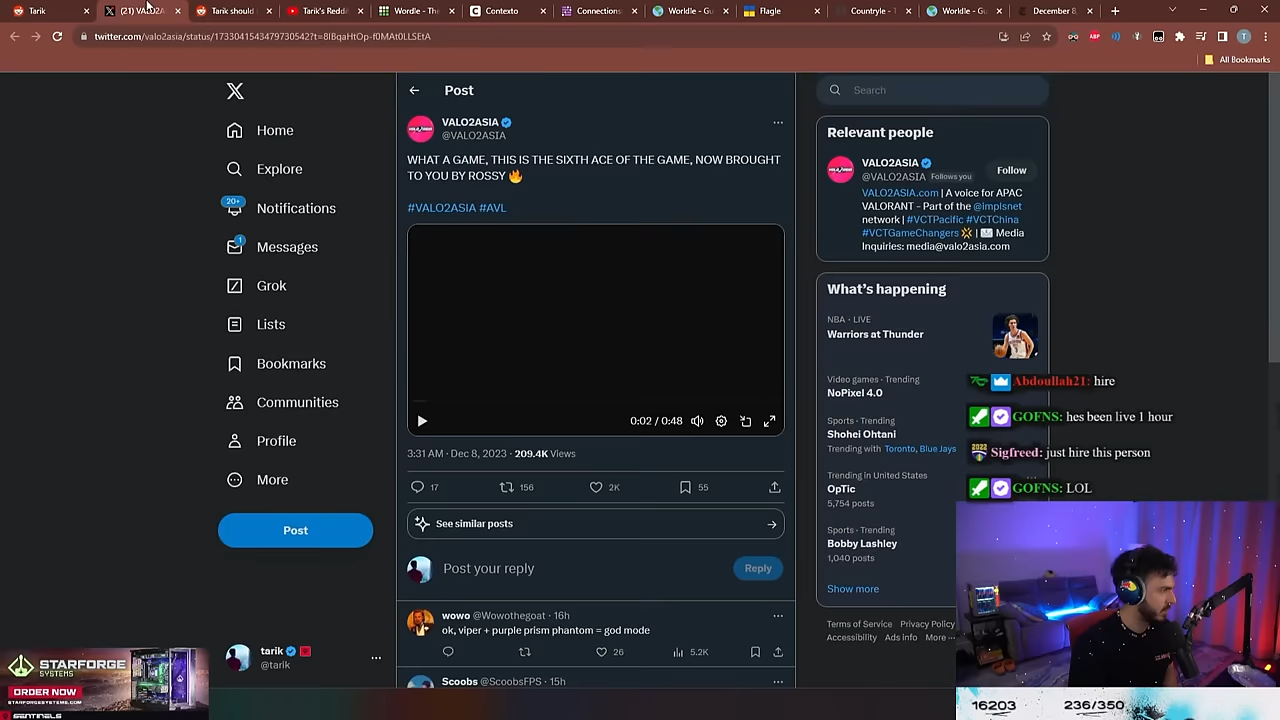 Tarik
(21) VALO2A
Tarik should
Tarik's Reddi
Wordle - The
Contexto
Connections
Worldle - Gu
Flagle
Countryle - T
Worldle - Ge
December 8,
twitter.com/valo2asia/status/1733041543479730542?t=8IBqaHtOp-f0MAt0LLSEtA
All Bookmarks
Home
Explore
20+
Notifications
1
Messages
Grok
Lists
Bookmarks
Communities
Profile
More
Post
tarik
@tarik
Post
VALO2ASIA
@VALO2ASIA
WHAT A GAME, THIS IS THE SIXTH ACE OF THE GAME, NOW BROUGHT
TO YOU BY ROSSY 🔥
#VALO2ASIA #AVL
0:02 / 0:48
3:31 AM · Dec 8, 2023 · 209.4K Views
17
156
2K
55
See similar posts
Post your reply
Reply
wowo @Wowothegoat · 16h
ok, viper + purple prism phantom = god mode
26
5.2K
Scoobs @ScoobsFPS · 15h
Search
Relevant people
VALO2ASIA
@VALO2ASIA Follows you
Follow
VALO2ASIA.com | A voice for APAC
VALORANT - Part of the @implsnet
network | #VCTPacific #VCTChina
#VCTGameChangers 💥 | 📨 Media
Inquiries: media@valo2asia.com
What's happening
NBA · LIVE
Warriors at Thunder
Video games · Trending
NoPixel 4.0
Sports · Trending
Shohei Ohtani
Trending with Toronto, Blue Jays
Trending in United States
OpTic
5,754 posts
Sports · Trending
Bobby Lashley
1,040 posts
Show more
Terms of Service Privacy Policy
Accessibility Ads info More ···
Abdoullah21: hire
GOFNS: hes been live 1 hour
Sigfreed: just hire this person
GOFNS: LOL
STARFORGE
SYSTEMS
ORDER NOW
STARFORGESYSTEMS.COM
SENTINELS
16203
236/350